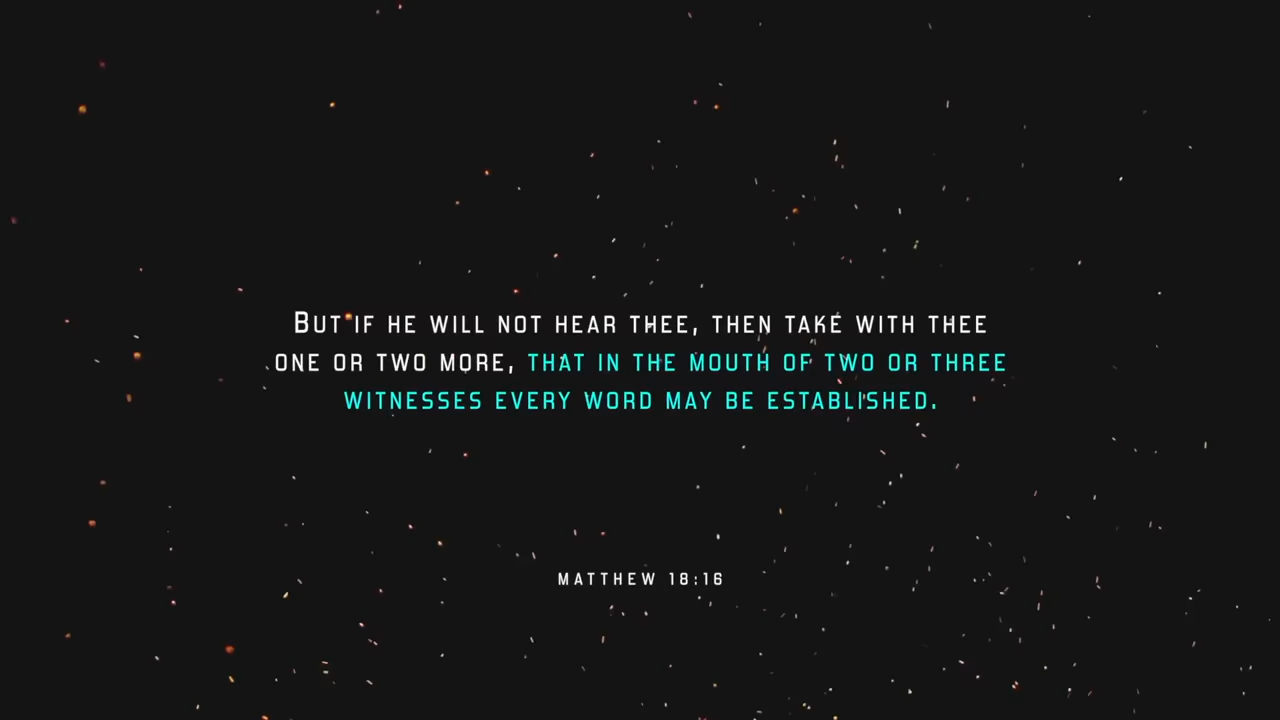 But if he will not hear thee, then take with thee
one or two more, that in the mouth of two or three
witnesses every word may be established.
MATTHEW 18:16